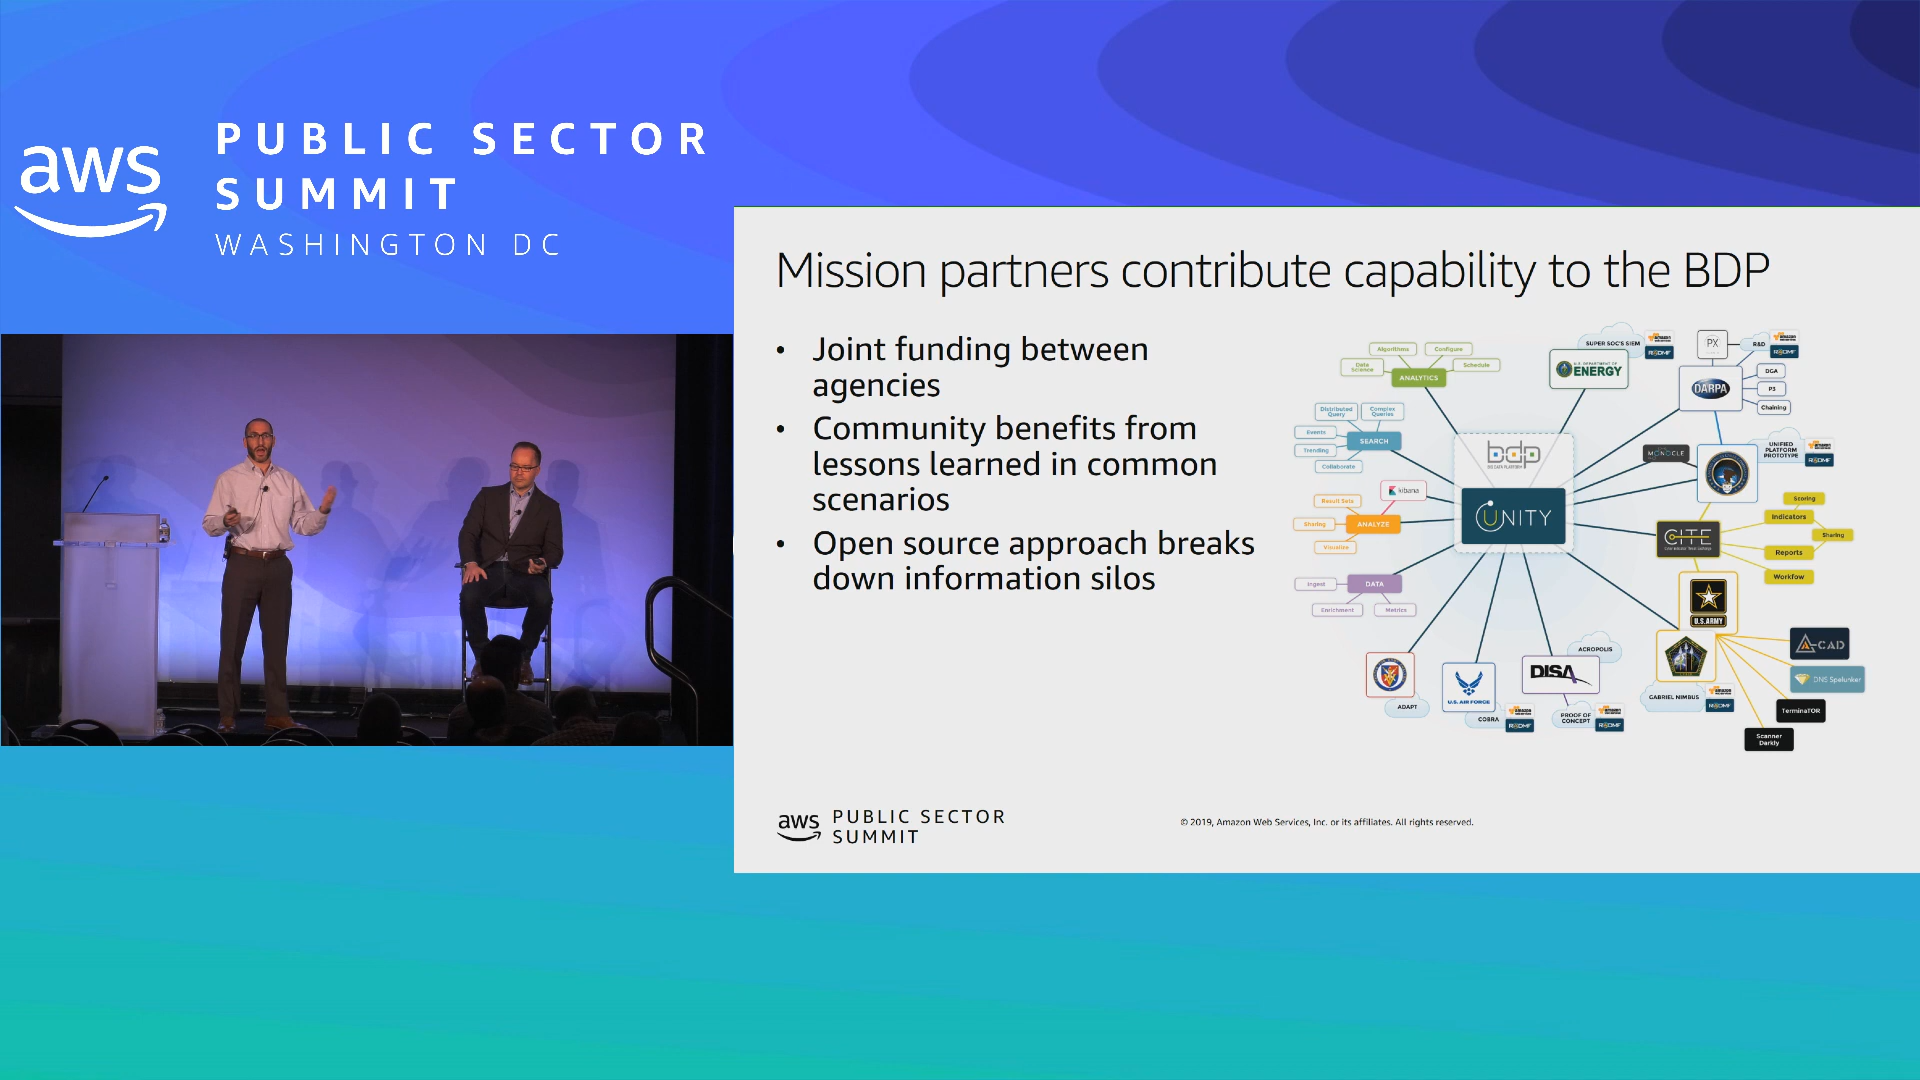 aws
PUBLIC SECTOR
SUMMIT
WASHINGTON DC
Mission partners contribute capability to the BDP
• Joint funding between
agencies
• Community benefits from
lessons learned in common
scenarios
• Open source approach breaks
down information silos
Algorithms
Configure
Data
Science
Schedule
ANALYTICS
Distributed
Query
Complex
Queries
Events
SEARCH
Trending
Collaborate
kibana
Result Sets
Sharing
ANALYZE
Visualize
Ingest
DATA
Enrichment
Metrics
bdp
BIG DATA PLATFORM
UNITY
SUPER SOC'S SIEM
U.S. DEPARTMENT OF
ENERGY
PX
R&D
DARPA
DGA
P3
Chaining
MONOCLE
UNIFIED
PLATFORM
PROTOTYPE
CITE
Scoring
Indicators
Sharing
Reports
Workfow
U.S.ARMY
GABRIEL NIMBUS
A-CAD
DNS Spelunker
TerminaTOR
Scanner
Darkly
ADAPT
U.S. AIR FORCE
COBRA
ACROPOLIS
DISA
PROOF OF
CONCEPT
aws
PUBLIC SECTOR
SUMMIT
© 2019, Amazon Web Services, Inc. or its affiliates. All rights reserved.